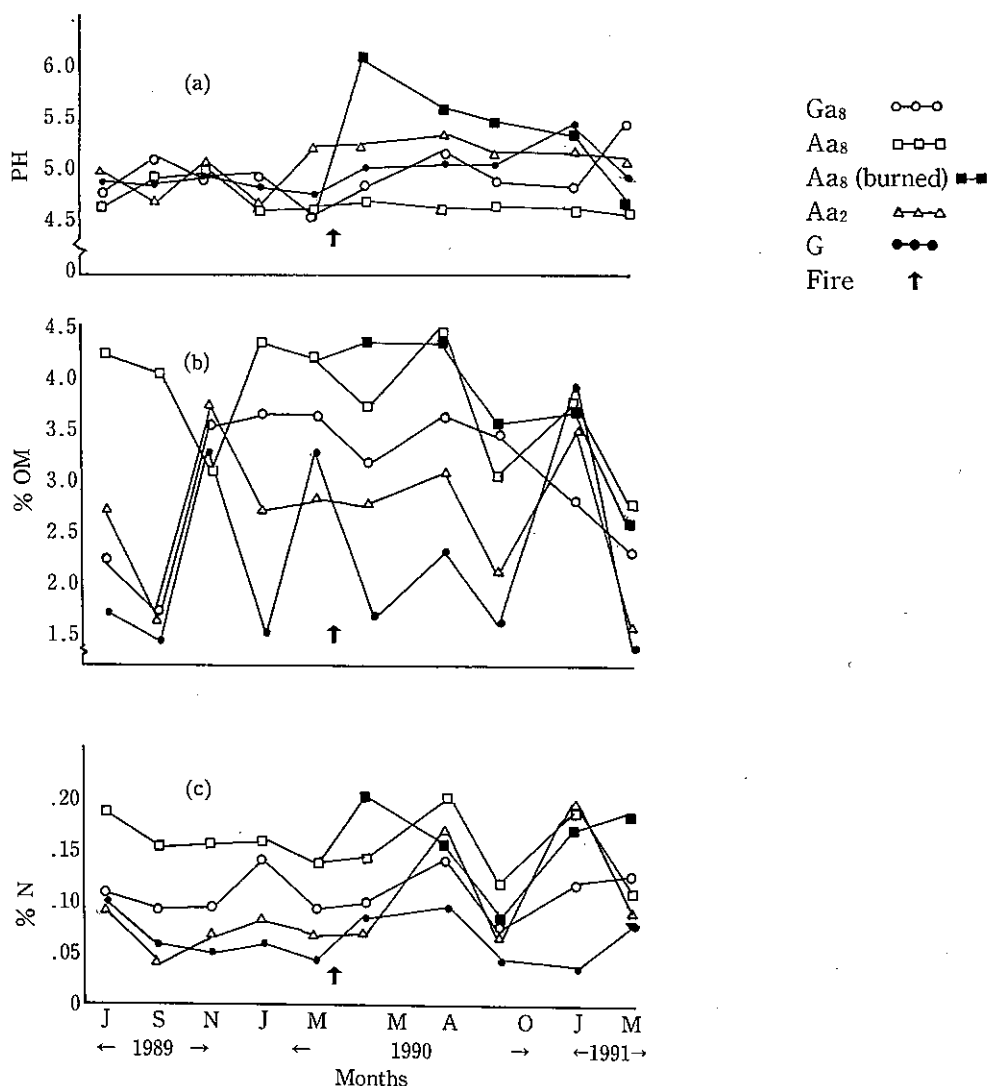 (a)
6.0
5.5
5.0
4.5
0
PH
Ga8
Aa8
Aa8 (burned)
Aa2
G
Fire ↑
↑
(b)
4.5
4.0
3.5
3.0
2.5
2.0
1.5
% OM
↑
(c)
.20
.15
.10
.05
0
% N
↑
J S N J M M A O J M
← 1989 → ← 1990 → ←1991→
Months